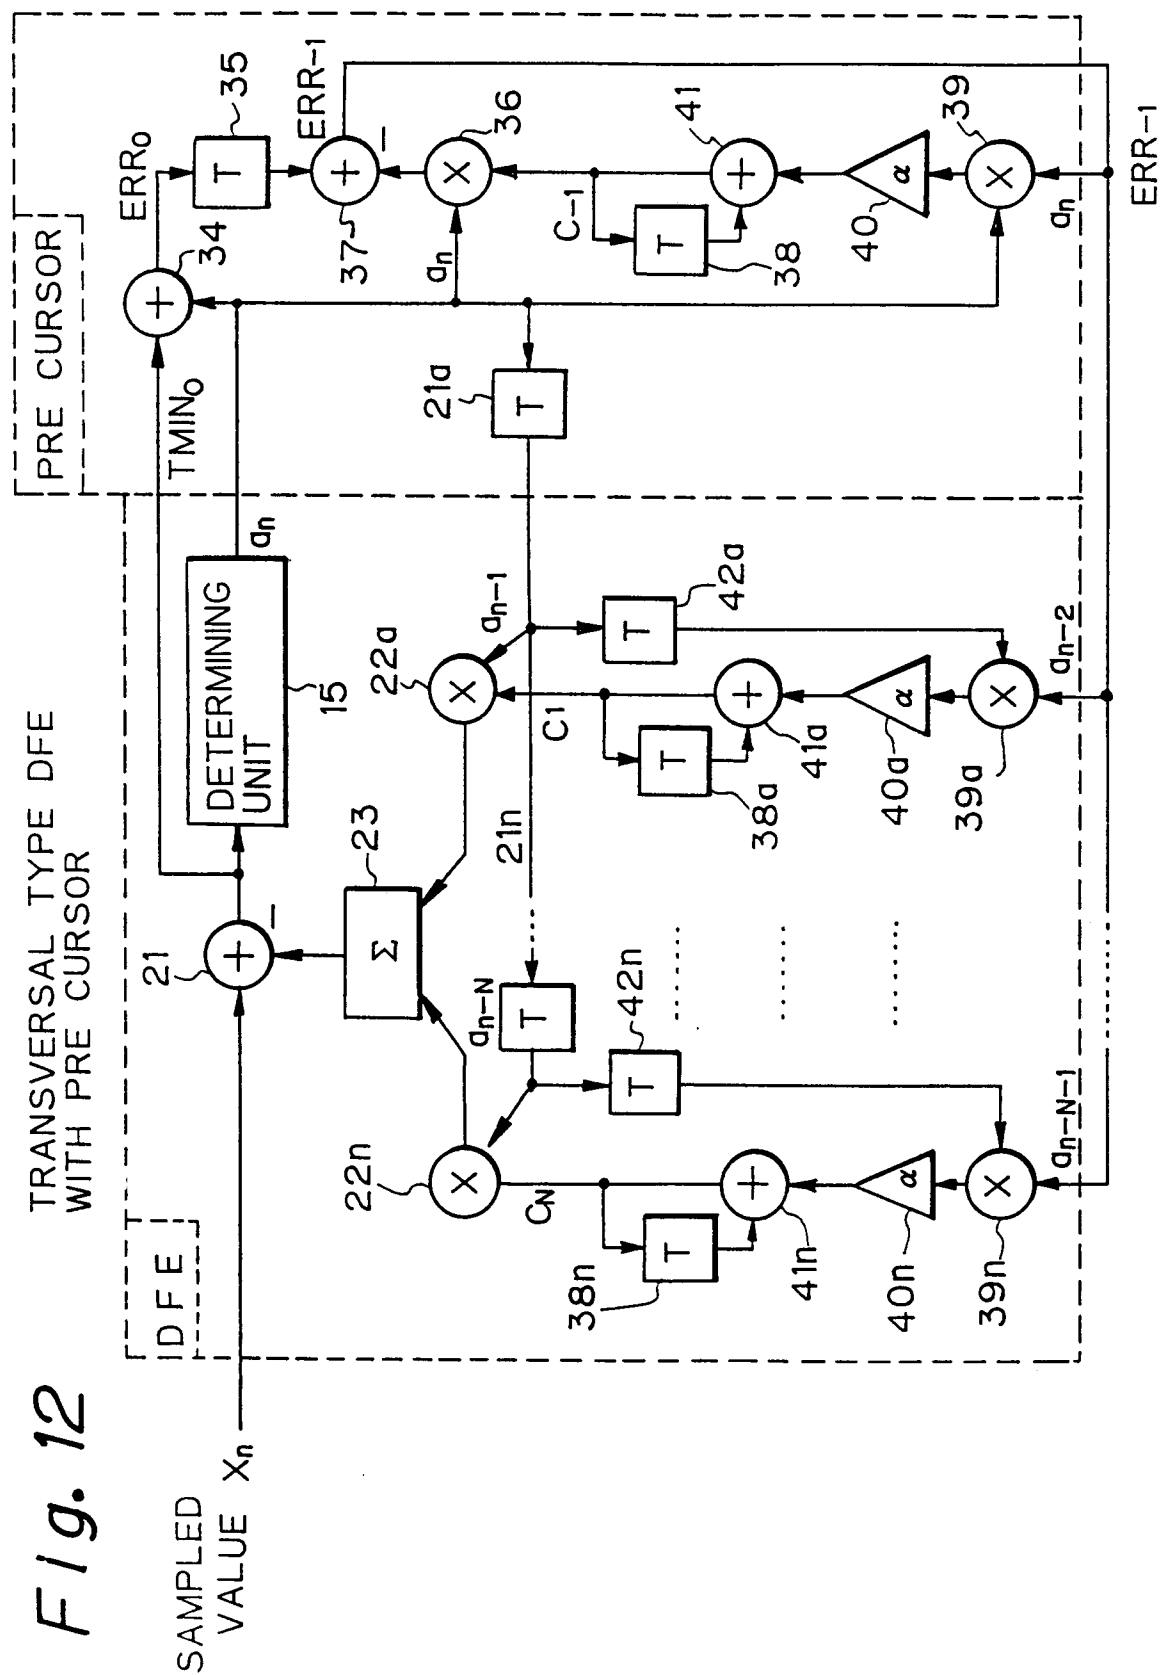 Fig. 12
TRANSVERSAL TYPE DFE
WITH PRE CURSOR
SAMPLED
VALUE Xn
DFE
PRE CURSOR
21
DETERMINING
UNIT
15
an
TMIN0
34
ERR0
T
35
ERR-1
37
+
−
X
36
an
C-1
T
38
+
41
α
40
X
39
an
ERR-1
+
−
+
Σ
23
22n
X
22a
X
an-1
21a
T
21n
an-N
T
42n
T
42a
T
CN
C1
38n
T
41n
+
38a
T
41a
+
40n
α
40a
α
39n
X
39a
X
an-N-1
an-2